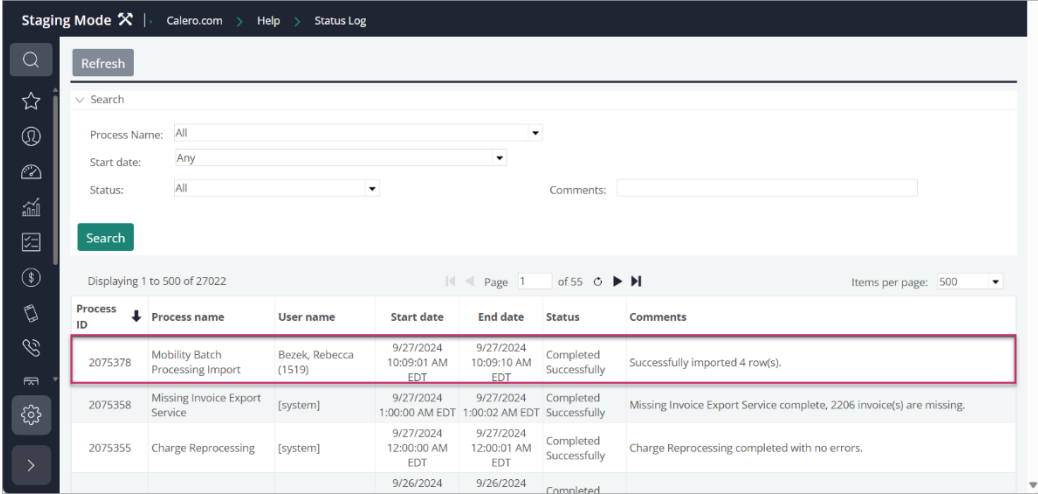 Staging Mode | Calero.com > Help > Status Log
Refresh
Search
Process Name: All
Start date: Any
Status: All Comments:
Search
Displaying 1 to 500 of 27022 Page 1 of 55 Items per page: 500
Process ID Process name User name Start date End date Status Comments
2075378 Mobility Batch Processing Import Bezek, Rebecca (1519) 9/27/2024 10:09:01 AM EDT 9/27/2024 10:09:10 AM EDT Completed Successfully Successfully imported 4 row(s).
2075358 Missing Invoice Export Service [system] 9/27/2024 1:00:00 AM EDT 9/27/2024 1:00:02 AM EDT Completed Successfully Missing Invoice Export Service complete, 2206 invoice(s) are missing.
2075355 Charge Reprocessing [system] 9/27/2024 12:00:00 AM EDT 9/27/2024 12:00:01 AM EDT Completed Successfully Charge Reprocessing completed with no errors.
9/26/2024 9/26/2024 Completed